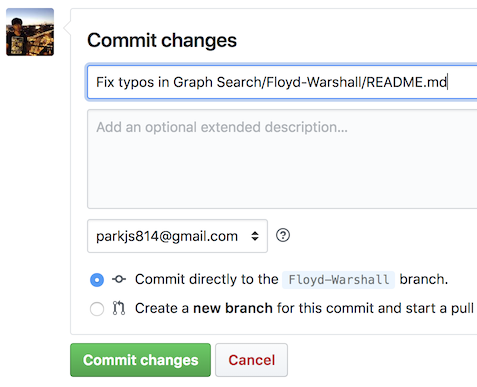 Commit changes
Fix typos in Graph Search/Floyd-Warshall/README.md
Add an optional extended description...
parkjs814@gmail.com
Commit directly to the Floyd-Warshall branch.
Create a new branch for this commit and start a pull
Commit changes Cancel